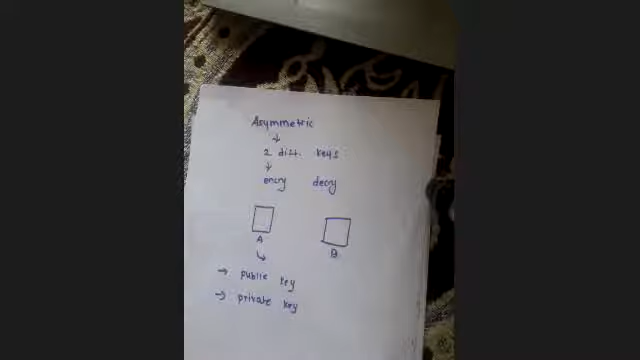 Asymmetric
↓
2 diff. keys
↓
encry decry
A B
→ public key
→ private key